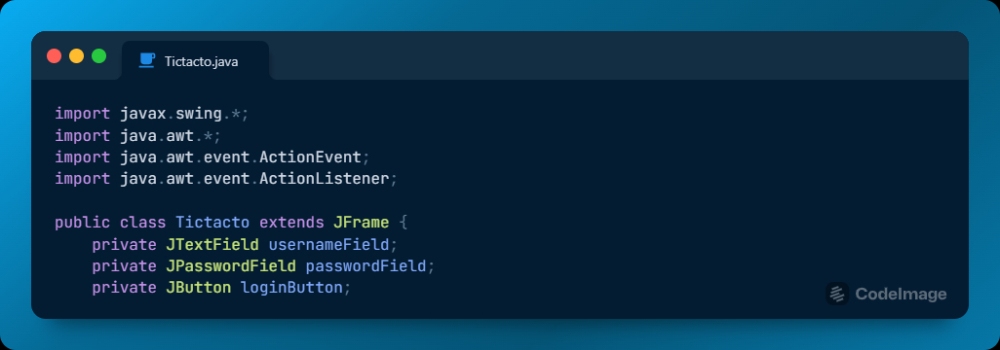 Tictacto.java
import javax.swing.*;
import java.awt.*;
import java.awt.event.ActionEvent;
import java.awt.event.ActionListener;
public class Tictacto extends JFrame {
    private JTextField usernameField;
    private JPasswordField passwordField;
    private JButton loginButton;
CodeImage